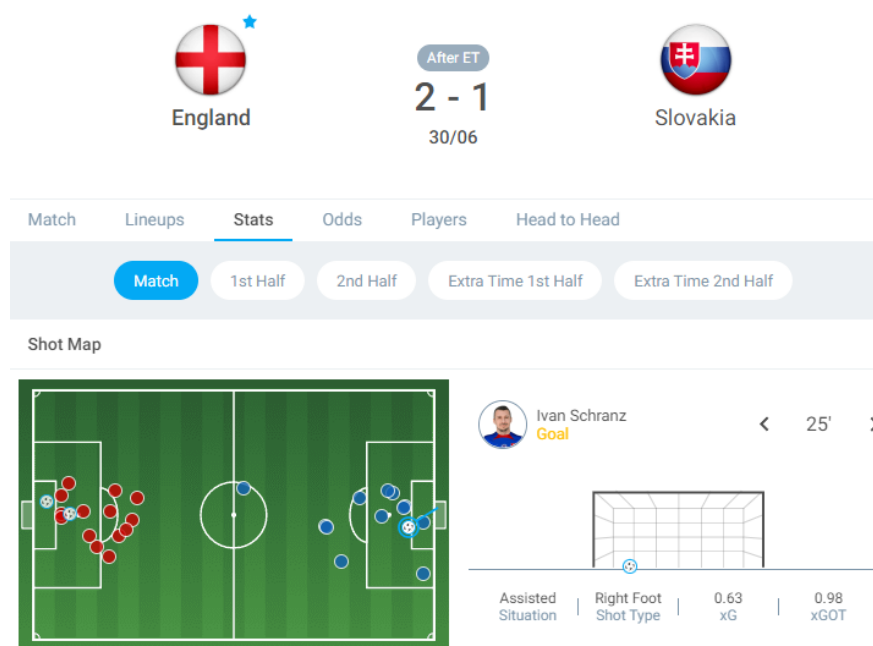 After ET
2 - 1
England
Slovakia
30/06
Match Lineups Stats Odds Players Head to Head
Match 1st Half 2nd Half Extra Time 1st Half Extra Time 2nd Half
Shot Map
Ivan Schranz
Goal
25'
Assisted Right Foot 0.63 0.98
Situation Shot Type xG xGOT